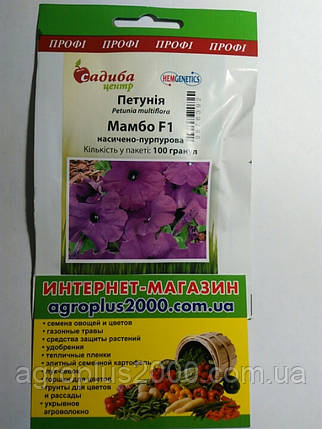 ПРОФІ ПРОФІ ПРОФІ ПРОФІ
Садиба
центр
HEMGENETICS
Петунія
Petunia multiflora
Мамбо F1
насичено-пурпурова
Кількість у пакеті: 100 гранул
ИНТЕРНЕТ-МАГАЗИН
agroplus2000.com.ua
• семена овощей и цветов
• газонные травы
• средства защиты растений
• удобрения
• тепличные пленки
• элитный семенной картофель
• луковичные
• горшки для цветов
• грунты для цветов
и рассады
• укрывное
агроволокно
agroplus2000.com.ua